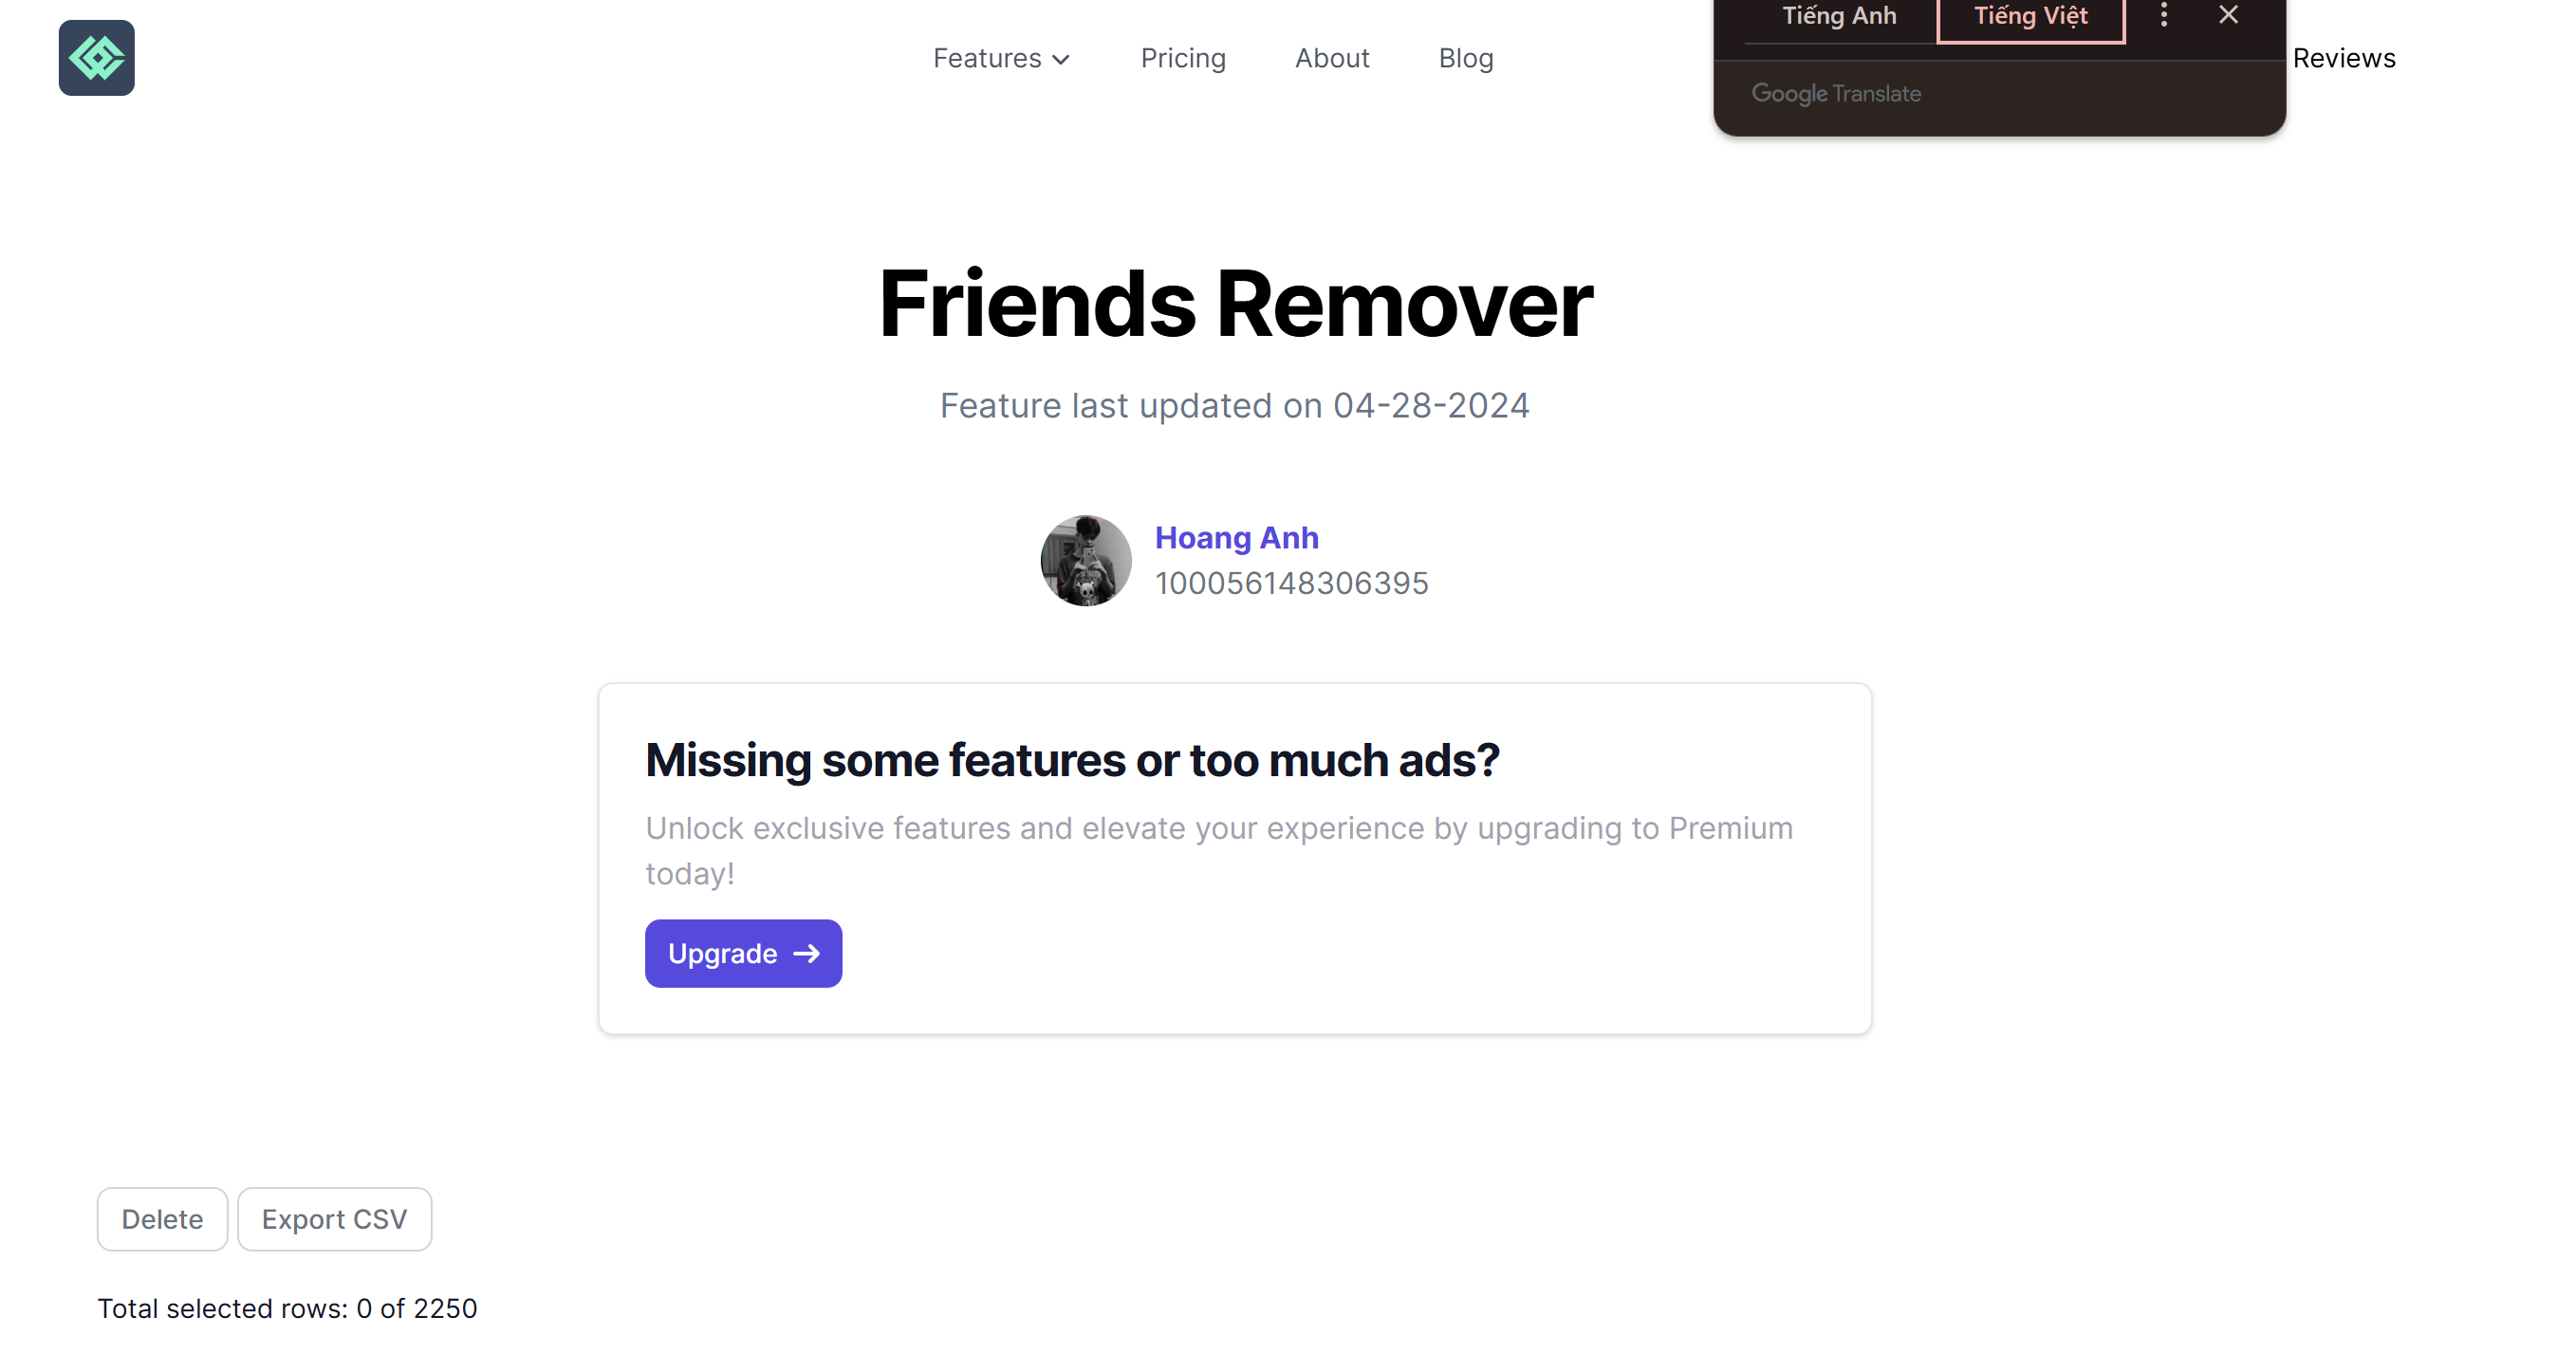 Tiếng Anh
Tiếng Việt
Features
Pricing
About
Blog
Reviews
Google Translate
Friends Remover
Feature last updated on 04-28-2024
Hoang Anh
100056148306395
Missing some features or too much ads?
Unlock exclusive features and elevate your experience by upgrading to Premium
today!
Upgrade
Delete
Export CSV
Total selected rows: 0 of 2250